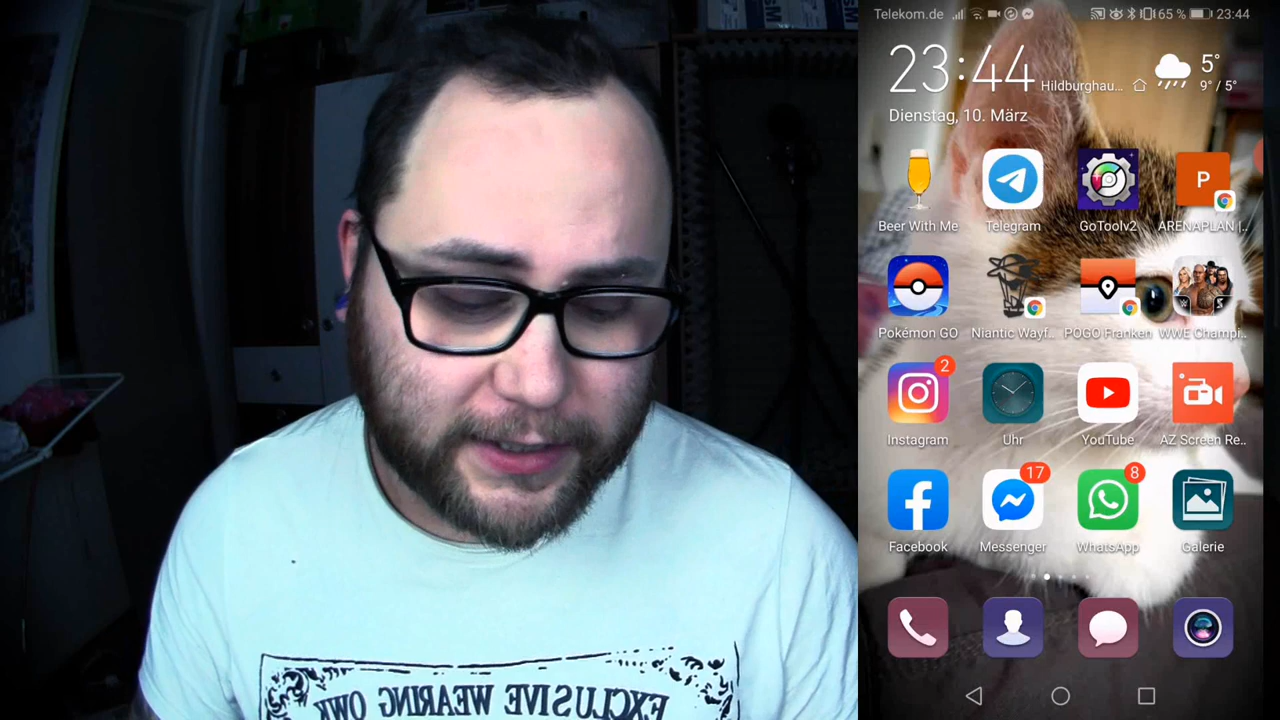 Telekom.de
65 % 23:44
23:44
Hildburghau...
5°
9° / 5°
Dienstag, 10. März
P
Beer With Me
Telegram
GoToolv2
ARENAPLAN |..
Pokémon GO
Niantic Wayf..
POGO Franken
WWE Champi..
2
Instagram
Uhr
YouTube
AZ Screen Re..
17
8
Facebook
Messenger
WhatsApp
Galerie
EXCLUSIVE WEARING OWN